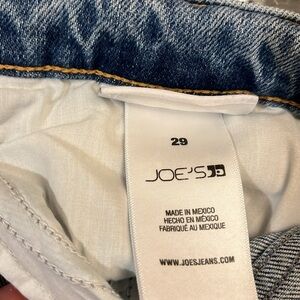 29
JOE'S
MADE IN MEXICO
HECHO EN MÉXICO
FABRIQUÉ AU MEXIQUE
WWW.JOESJEANS.COM